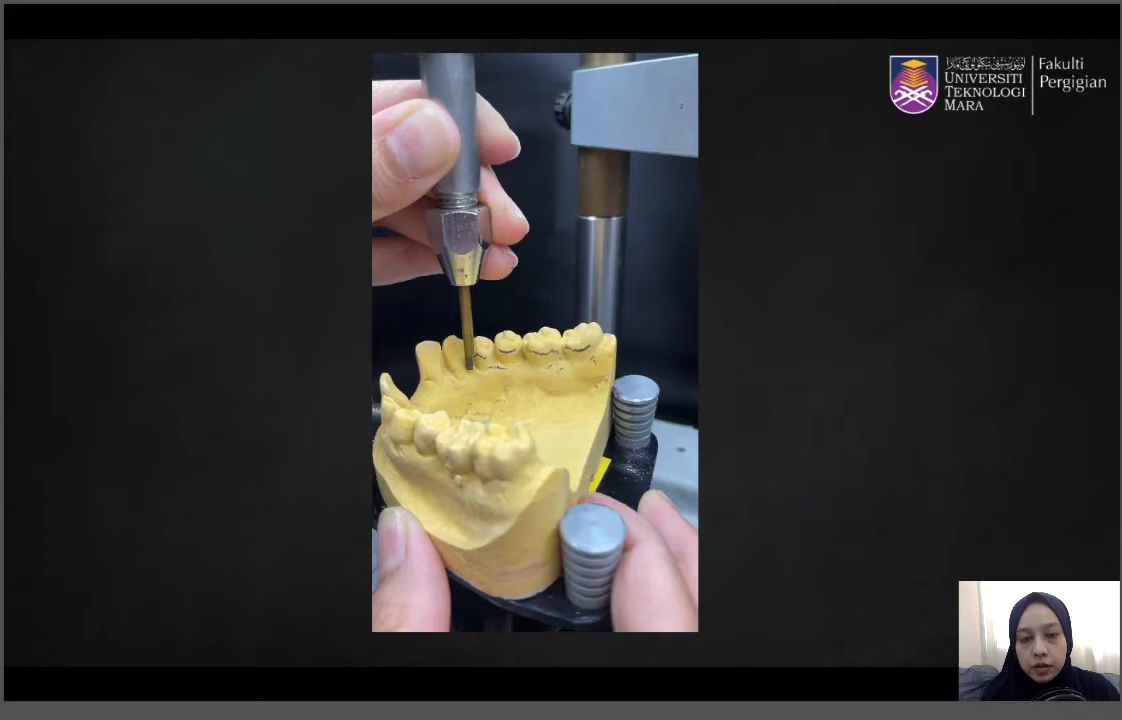 UNIVERSITI
TEKNOLOGI
MARA
Fakulti
Pergigian